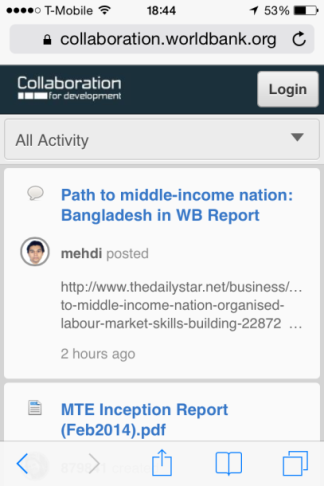 T-Mobile 18:44 53%
collaboration.worldbank.org
Collaboration
for development
Login
All Activity
Path to middle-income nation:
Bangladesh in WB Report
mehdi posted
http://www.thedailystar.net/business/...
to-middle-income-nation-organised-
labour-market-skills-building-22872 ...
2 hours ago
MTE Inception Report
(Feb2014).pdf